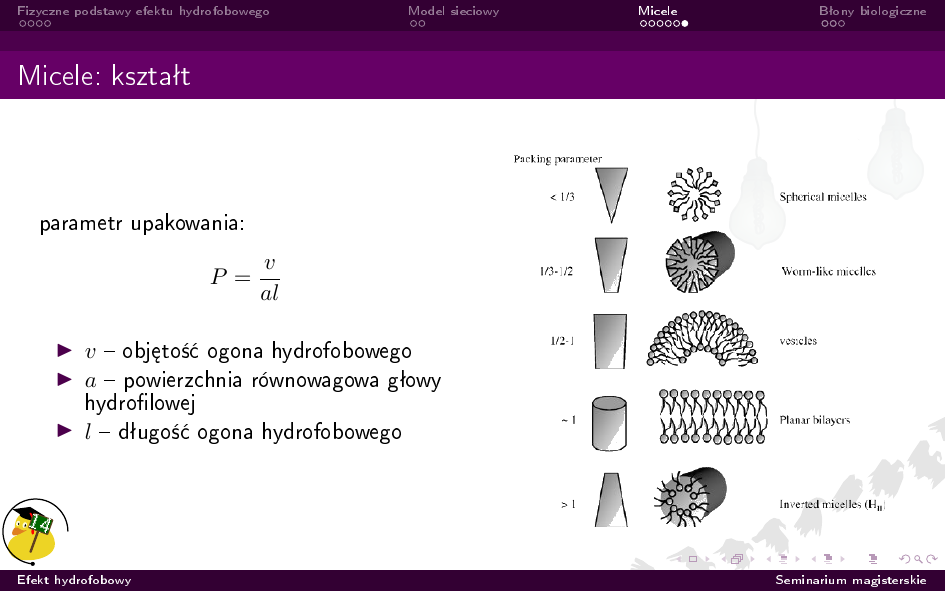 Fizyczne podstawy efektu hydrofobowego
Model sieciowy
Micele
Błony biologiczne
Micele: kształt
parametr upakowania:
P = v/al
v – objętość ogona hydrofobowego
a – powierzchnia równowagowa głowy
hydrofilowej
l – długość ogona hydrofobowego
Packing parameter
< 1/3
Spherical micelles
1/3-1/2
Worm-like micelles
1/2-1
vesicles
~ 1
Planar bilayers
> 1
Inverted micelles (H_II)
14
Efekt hydrofobowy
Seminarium magisterskie